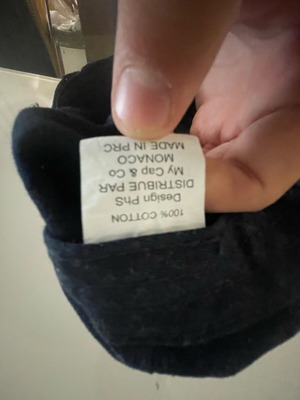 100% COTTON
Design PhS
DISTRIBUE PAR
My Cap & Co
MONACO
MADE IN PRC